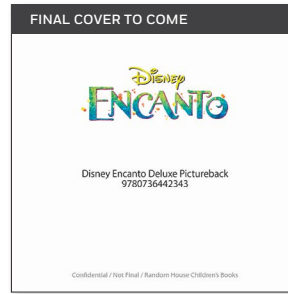 FINAL COVER TO COME
Disney
ENCANTO
Disney Encanto Deluxe Pictureback
9780736442343
Confidential / Not Final / Random House Children's Books